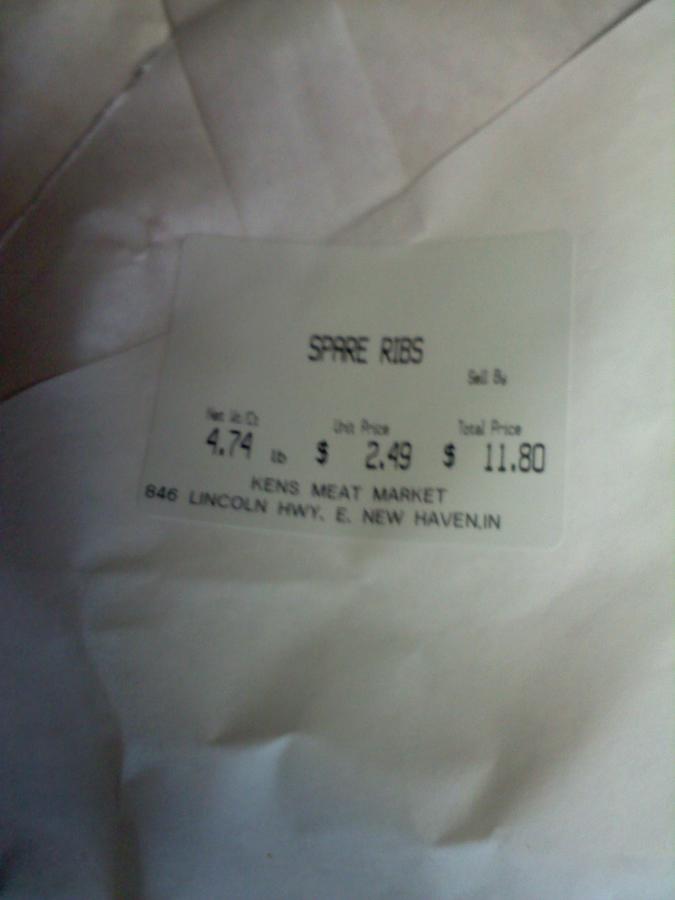 SPARE RIBS
Sell By
Net Wt/Ct Unit Price Total Price
4.74 lb $ 2.49 $ 11.80
KENS MEAT MARKET
846 LINCOLN HWY. E. NEW HAVEN,IN